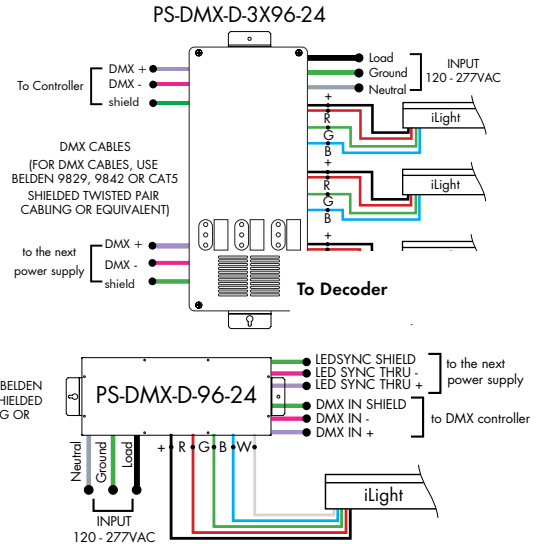 PS-DMX-D-3X96-24
To Controller
DMX +
DMX -
shield
Load
Ground
Neutral
INPUT
120 - 277VAC
+
R
G
B
iLight
DMX CABLES
(FOR DMX CABLES, USE
BELDEN 9829, 9842 OR CAT5
SHIELDED TWISTED PAIR
CABLING OR EQUIVALENT)
+
R
G
B
iLight
to the next
power supply
DMX +
DMX -
shield
+
To Decoder
BELDEN
HIELDED
G OR
PS-DMX-D-96-24
LEDSYNC SHIELD
LED SYNC THRU -
LED SYNC THRU +
to the next
power supply
DMX IN SHIELD
DMX IN -
DMX IN +
to DMX controller
Neutral
Ground
Load
+ R G B W
INPUT
120 - 277VAC
iLight